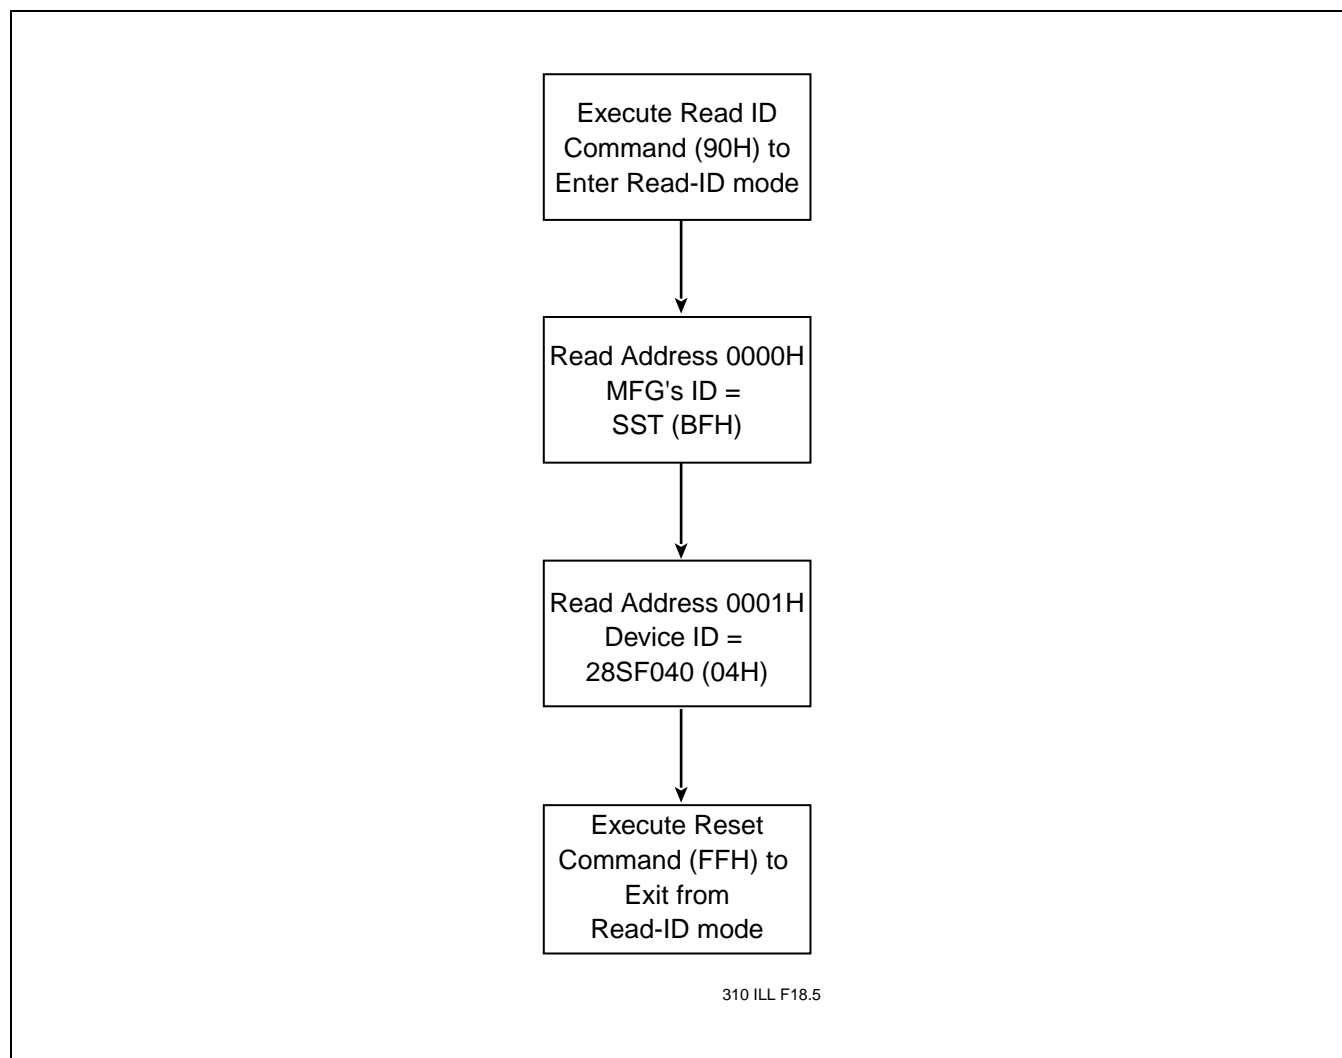 Execute Read ID
Command (90H) to
Enter Read-ID mode
Read Address 0000H
MFG's ID =
SST (BFH)
Read Address 0001H
Device ID =
28SF040 (04H)
Execute Reset
Command (FFH) to
Exit from
Read-ID mode
310 ILL F18.5